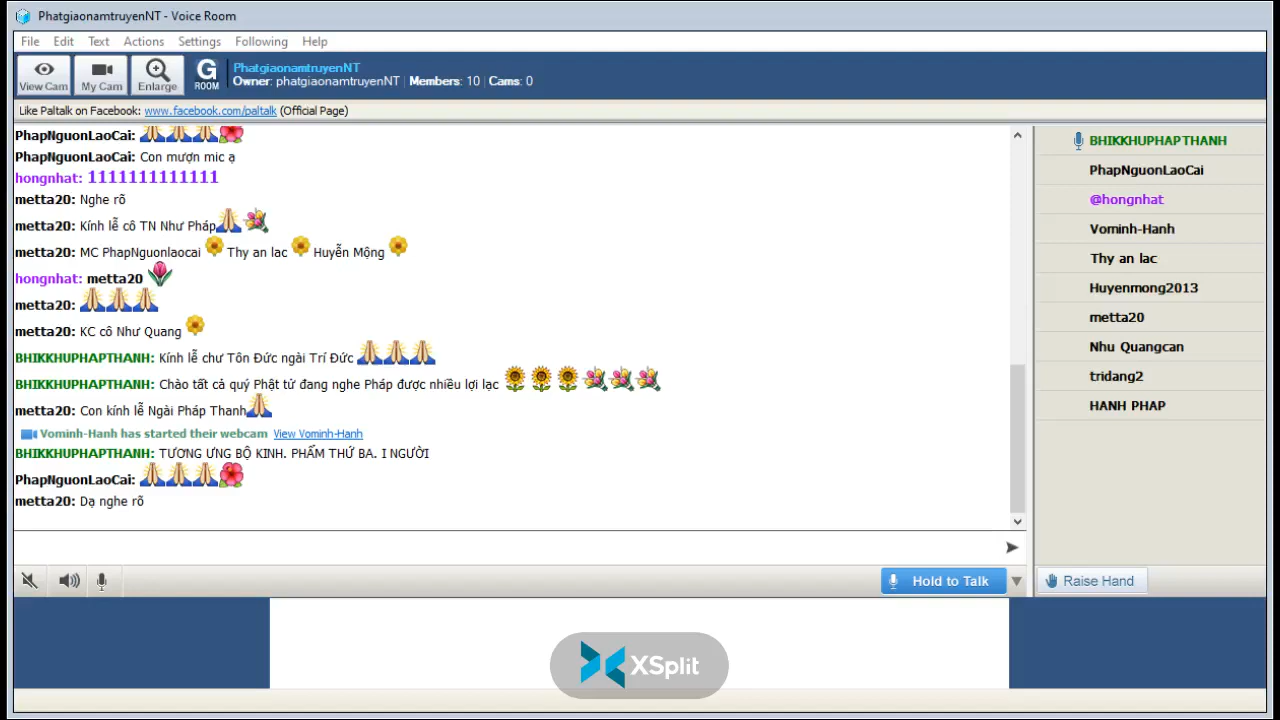 PhatgiaonamtruyenNT - Voice Room
File Edit Text Actions Settings Following Help
View Cam My Cam Enlarge G ROOM
PhatgiaonamtruyenNT
Owner: phatgiaonamtruyenNT | Members: 10 | Cams: 0
Like Paltalk on Facebook: www.facebook.com/paltalk (Official Page)
PhapNguonLaoCai:
PhapNguonLaoCai: Con mượn mic ạ
hongnhat: 1111111111111
metta20: Nghe rõ
metta20: Kính lễ cô TN Như Pháp
metta20: MC PhapNguonlaocai Thy an lac Huyễn Mộng
hongnhat: metta20
metta20:
metta20: KC cô Như Quang
BHIKKHUPHAPTHANH: Kính lễ chư Tôn Đức ngài Trí Đức
BHIKKHUPHAPTHANH: Chào tất cả quý Phật tử đang nghe Pháp được nhiều lợi lạc
metta20: Con kính lễ Ngài Pháp Thanh
Vominh-Hanh has started their webcam View Vominh-Hanh
BHIKKHUPHAPTHANH: TƯƠNG ƯNG BỘ KINH. PHẨM THỨ BA. I NGƯỜI
PhapNguonLaoCai:
metta20: Dạ nghe rõ
BHIKKHUPHAPTHANH
PhapNguonLaoCai
@hongnhat
Vominh-Hanh
Thy an lac
Huyenmong2013
metta20
Nhu Quangcan
tridang2
HANH PHAP
Hold to Talk
Raise Hand
XSplit